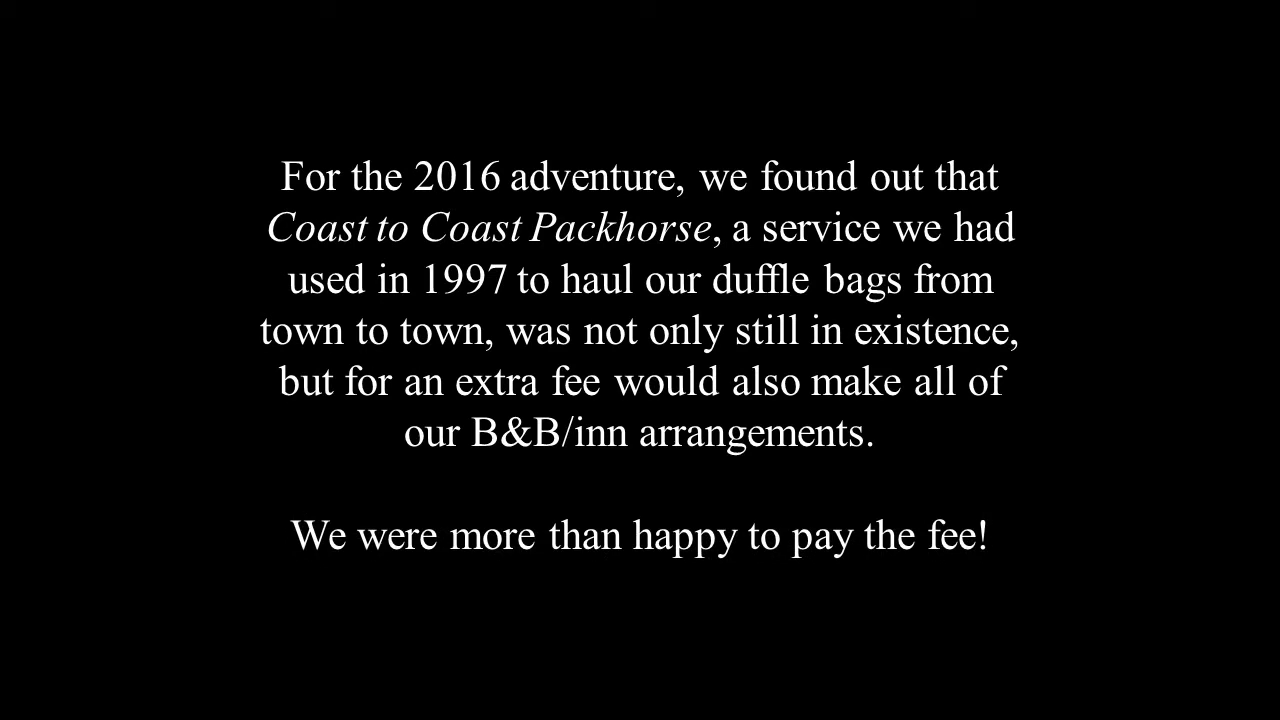 For the 2016 adventure, we found out that
Coast to Coast Packhorse, a service we had
used in 1997 to haul our duffle bags from
town to town, was not only still in existence,
but for an extra fee would also make all of
our B&B/inn arrangements.
We were more than happy to pay the fee!